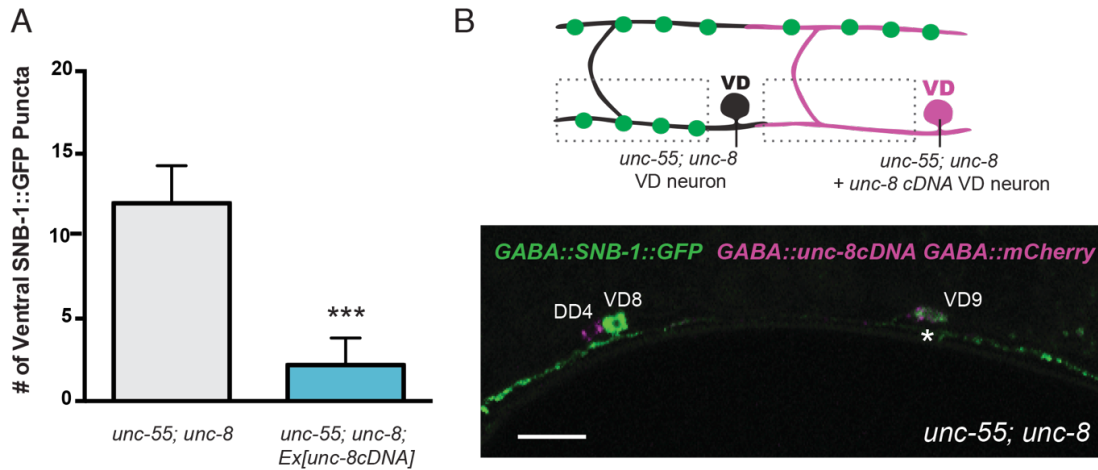 A
# of Ventral SNB-1::GFP Puncta
20
15
10
5
0
***
unc-55; unc-8
unc-55; unc-8;
Ex[unc-8cDNA]
B
VD
VD
unc-55; unc-8
VD neuron
unc-55; unc-8
+ unc-8 cDNA VD neuron
GABA::SNB-1::GFP GABA::unc-8cDNA GABA::mCherry
DD4
VD8
VD9
*
unc-55; unc-8